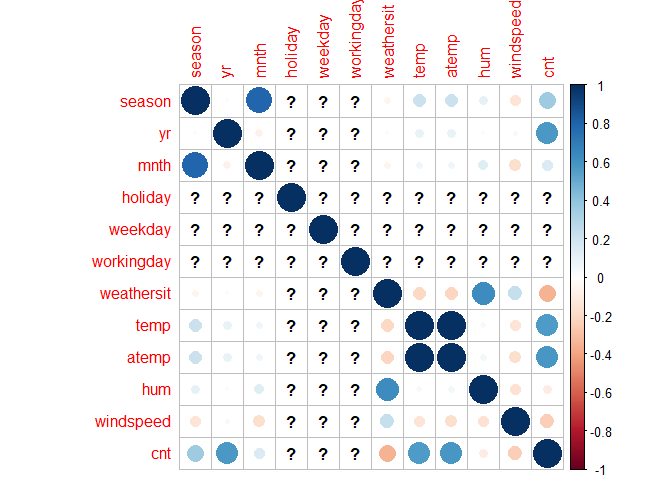 season yr mnth holiday weekday workingday weathersit temp atemp hum windspeed cnt
season ? ? ? 1
yr ? ? ? 0.8
mnth ? ? ? 0.6
holiday ? ? ? ? ? ? ? ? ? ? ?
weekday ? ? ? ? ? ? ? ? ? ? ? 0.4
workingday ? ? ? ? ? ? ? ? ? ? ? 0.2
weathersit ? ? ? 0
temp ? ? ? -0.2
atemp ? ? ? -0.4
hum ? ? ? -0.6
windspeed ? ? ? -0.8
cnt ? ? ? -1